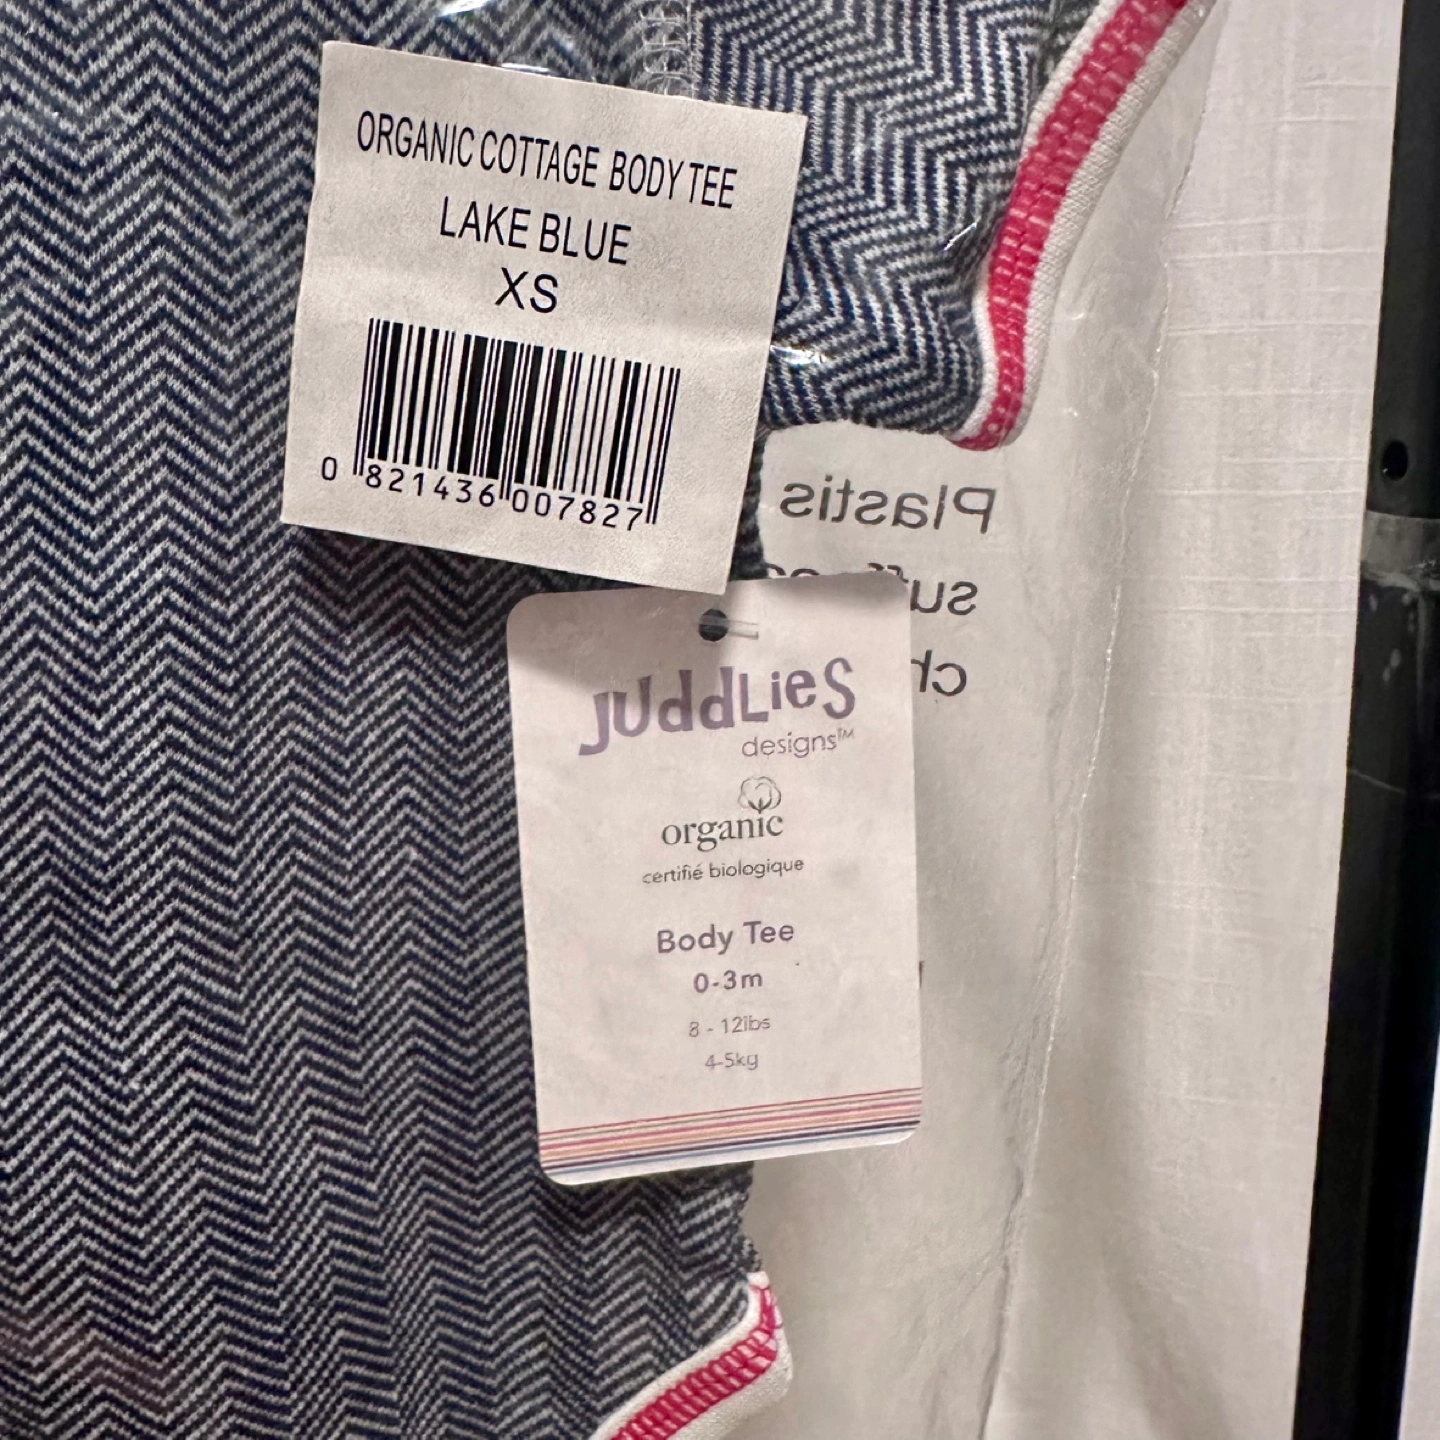 ORGANIC COTTAGE BODY TEE
LAKE BLUE
XS
0 821436 007827
JUddLieS
designs™
organic
certifié biologique
Body Tee
0-3m
8 - 12lbs
4-5kg
Plastis